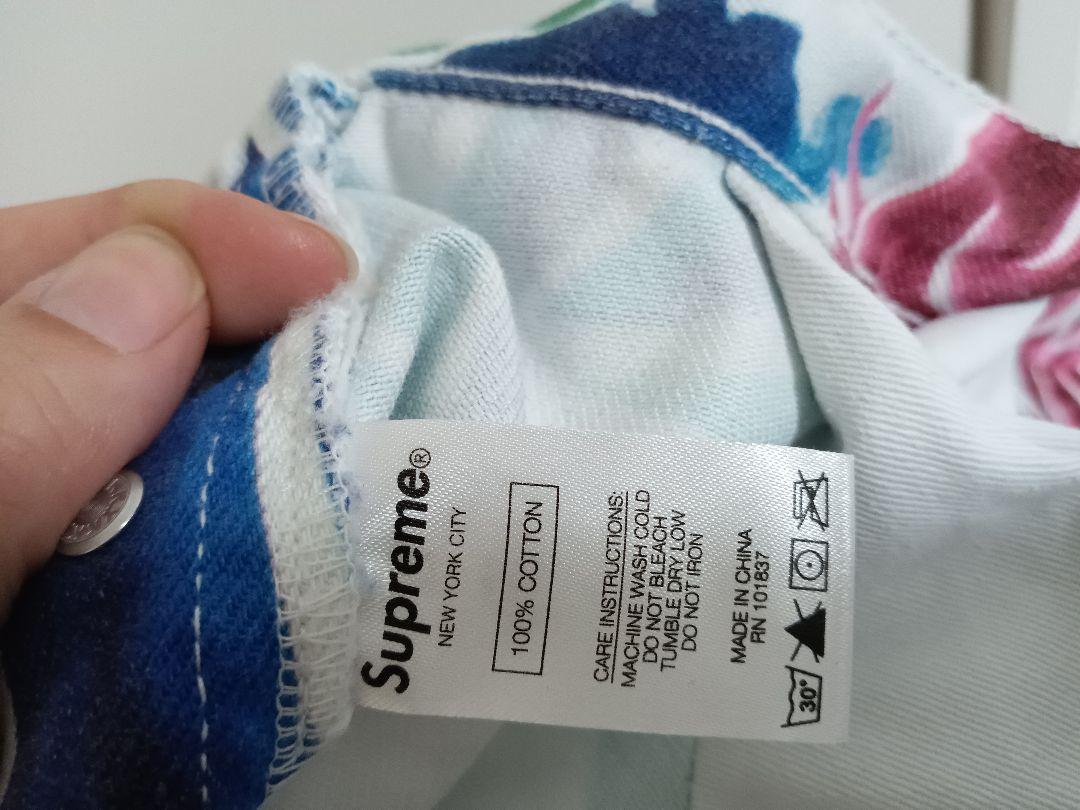 Supreme®
NEW YORK CITY
100% COTTON
CARE INSTRUCTIONS:
MACHINE WASH COLD
DO NOT BLEACH
TUMBLE DRY LOW
DO NOT IRON
MADE IN CHINA
RN 101837
30°